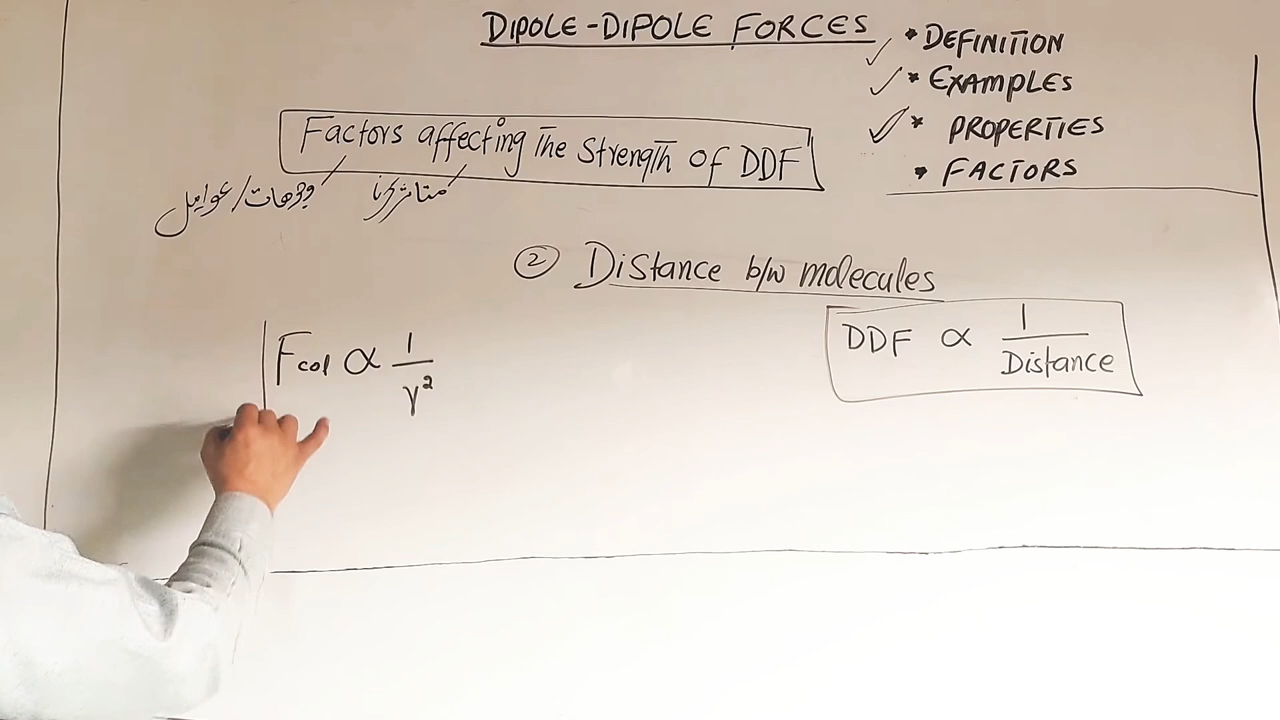 DIPOLE-DIPOLE FORCES
* DEFINITION
* EXAMPLES
* PROPERTIES
* FACTORS
Factors affecting The Strength of DDF
وجوھات/عوامل متاثر کرنا
② Distance b/w molecules
Fcol ∝ 1/r²
DDF ∝ 1/Distance